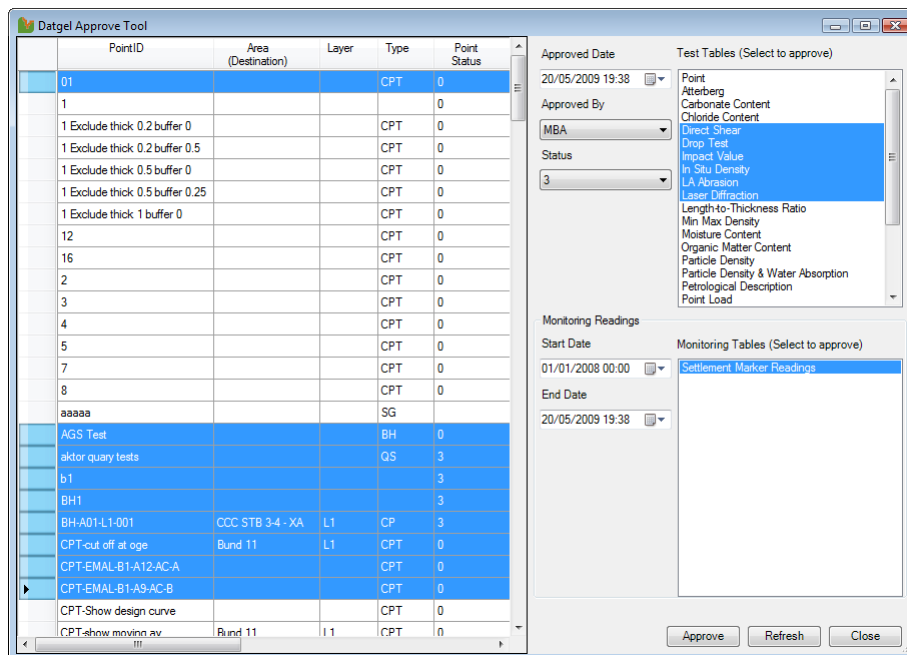 Datgel Approve Tool
PointID Area (Destination) Layer Type Point Status
01 CPT 0
1 0
1 Exclude thick 0.2 buffer 0 CPT 0
1 Exclude thick 0.2 buffer 0.5 CPT 0
1 Exclude thick 0.5 buffer 0 CPT 0
1 Exclude thick 0.5 buffer 0.25 CPT 0
1 Exclude thick 1 buffer 0 CPT 0
12 CPT 0
16 CPT 0
2 CPT 0
3 CPT 0
4 CPT 0
5 CPT 0
7 CPT 0
8 CPT 0
aaaaa SG
AGS Test BH 0
aktor quary tests QS 3
b1 3
BH1 3
BH-A01-L1-001 CCC STB 3-4 - XA L1 CP 3
CPT-cut off at oge Bund 11 L1 CPT 0
CPT-EMAL-B1-A12-AC-A CPT 0
CPT-EMAL-B1-A9-AC-B CPT 0
CPT-Show design curve CPT 0
CPT-show moving av Bund 11 L1 CPT 0
Approved Date
20/05/2009 19:38
Approved By
MBA
Status
3
Test Tables (Select to approve)
Point
Atterberg
Carbonate Content
Chloride Content
Direct Shear
Drop Test
Impact Value
In Situ Density
LA Abrasion
Laser Diffraction
Length-to-Thickness Ratio
Min Max Density
Moisture Content
Organic Matter Content
Particle Density
Particle Density & Water Absorption
Petrological Description
Point Load
Monitoring Readings
Start Date
01/01/2008 00:00
End Date
20/05/2009 19:38
Monitoring Tables (Select to approve)
Settlement Marker Readings
Approve Refresh Close